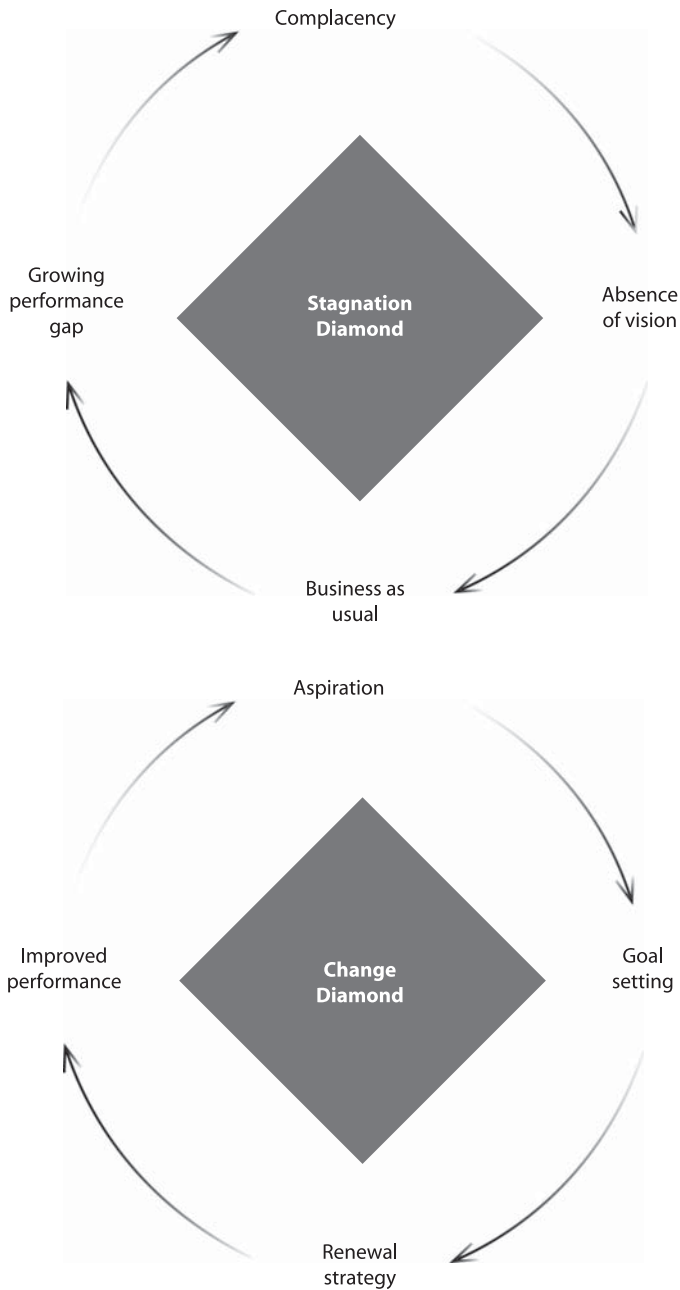 Complacency
Growing
performance
gap
Stagnation
Diamond
Absence
of vision
Business as
usual
Aspiration
Improved
performance
Change
Diamond
Goal
setting
Renewal
strategy